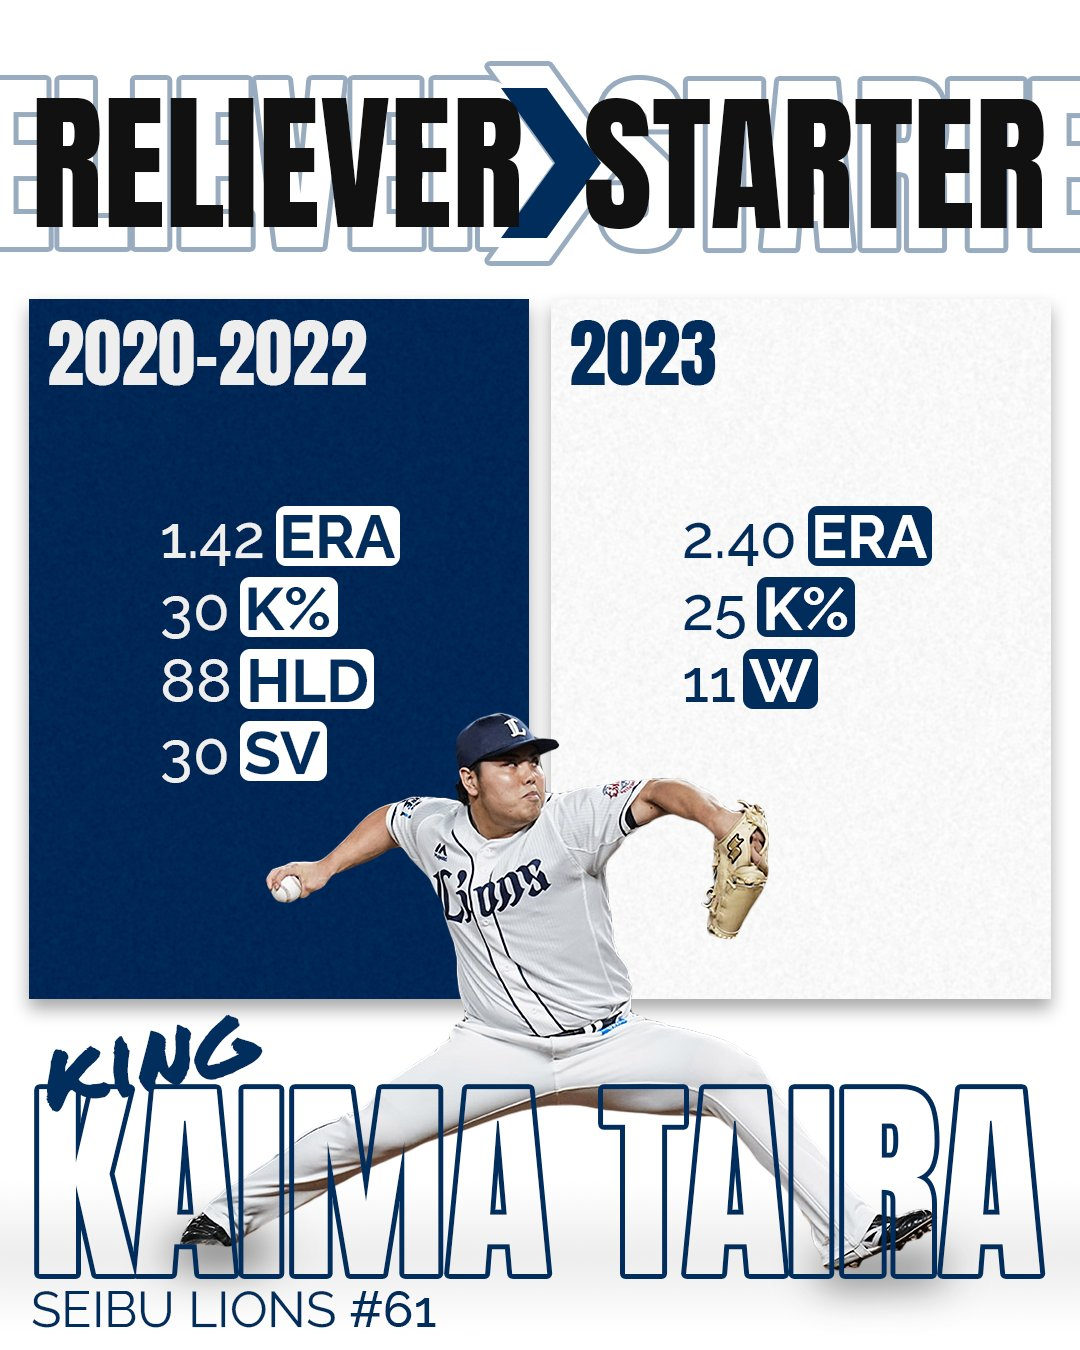 RELIEVER STARTER
2020-2022
1.42 ERA
30 K%
88 HLD
30 SV
2023
2.40 ERA
25 K%
11 W
L
Lions
KING
KAIMA TAIRA
SEIBU LIONS #61